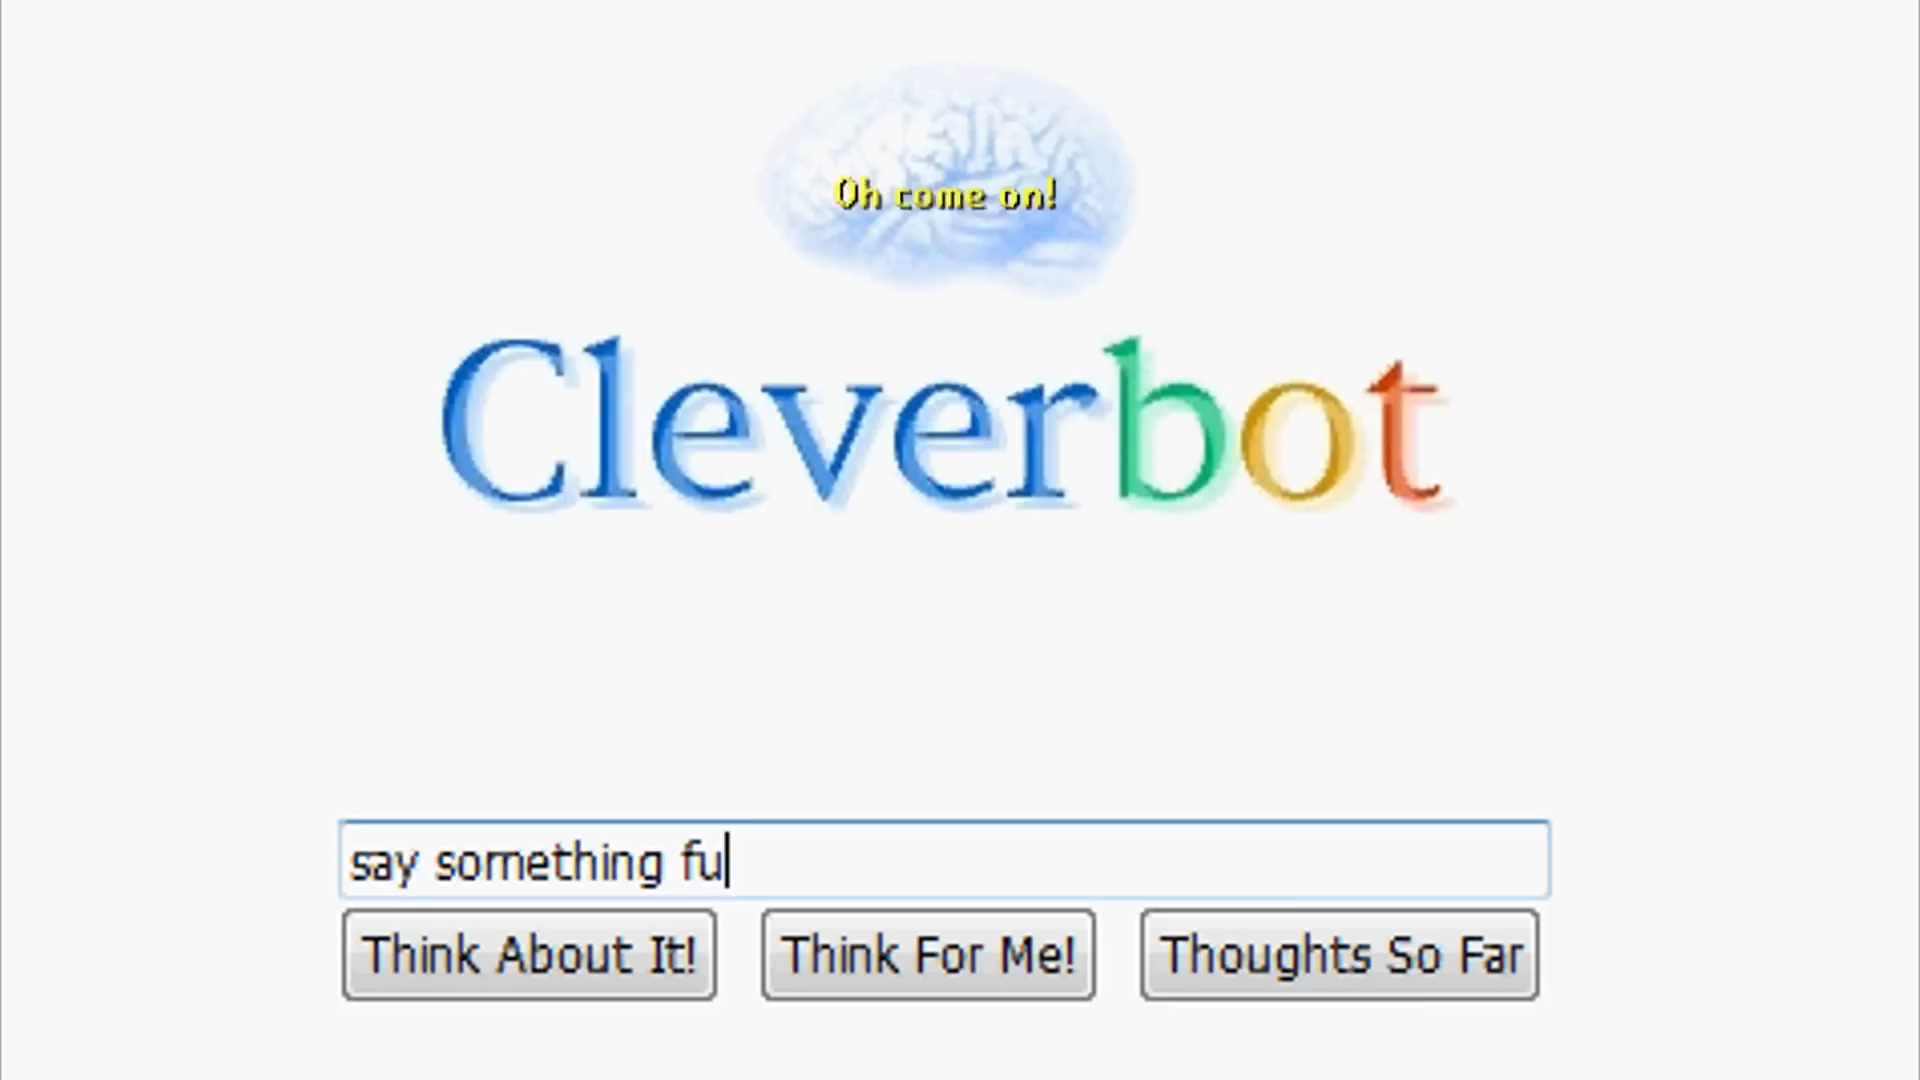 Oh come on!
Cleverbot
say something fu
Think About It!
Think For Me!
Thoughts So Far